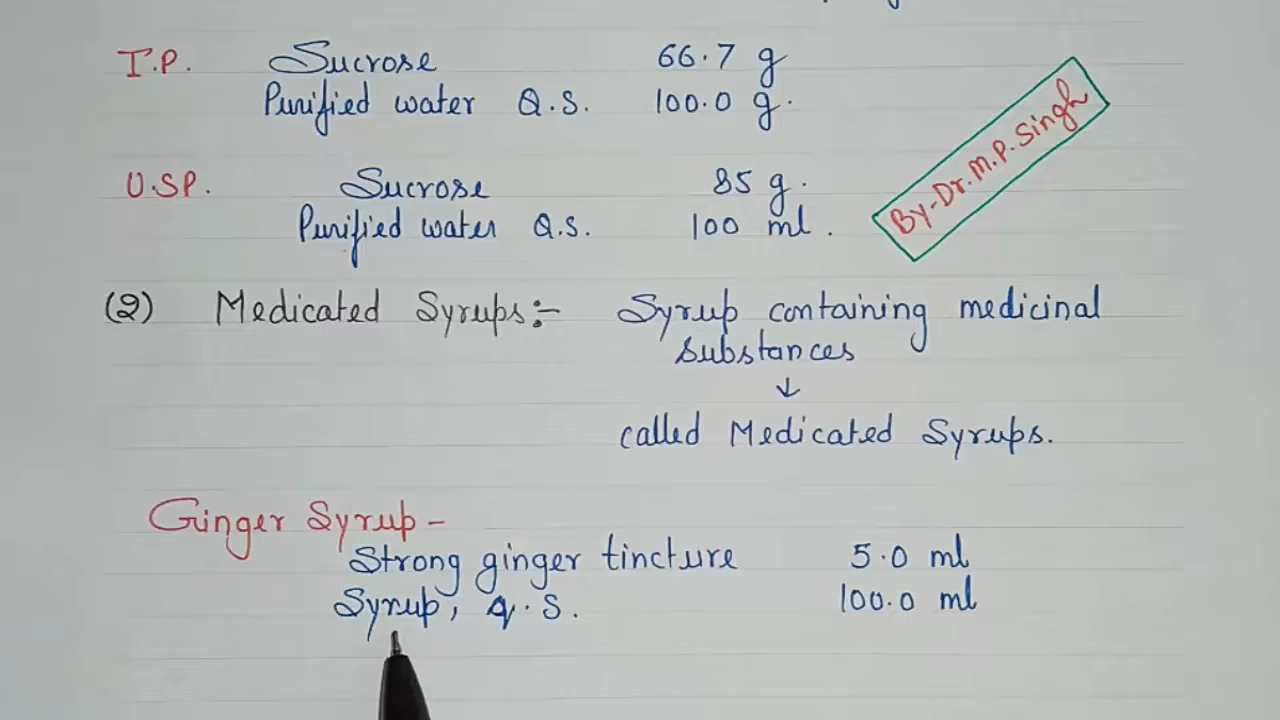 I.P. Sucrose 66.7 g
Purified water Q.S. 100.0 g.
U.SP. Sucrose 85 g.
Purified water Q.S. 100 ml.
By-Dr.M.P.Singh
(2) Medicated Syrups:- Syrup containing medicinal
substances
↓
called Medicated Syrups.
Ginger Syrup -
Strong ginger tincture 5.0 ml
Syrup, q.s. 100.0 ml